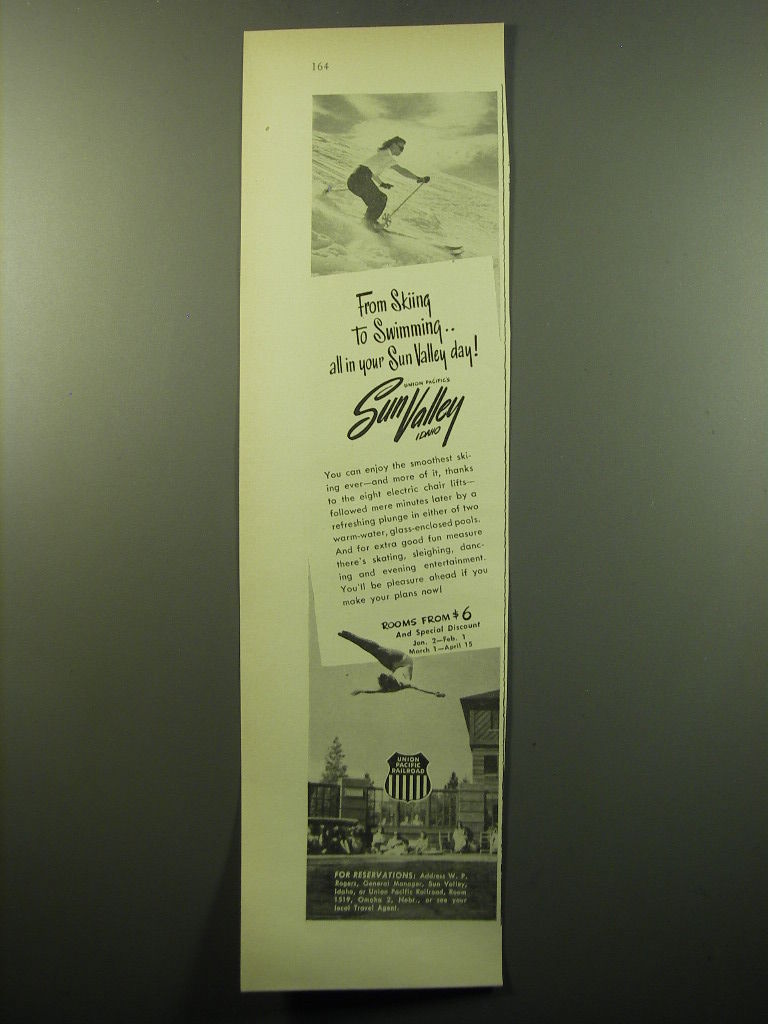 164
From Skiing
to Swimming..
all in your Sun Valley day!
UNION PACIFIC'S
Sun Valley
IDAHO
You can enjoy the smoothest ski-
ing ever—and more of it, thanks
to the eight electric chair lifts—
followed mere minutes later by a
refreshing plunge in either of two
warm-water, glass-enclosed pools.
And for extra good fun measure
there's skating, sleighing, danc-
ing and evening entertainment.
You'll be pleasure ahead if you
make your plans now!
ROOMS FROM $6
And Special Discount
Jan. 2—Feb. 1
March 1—April 15
UNION
PACIFIC
RAILROAD
FOR RESERVATIONS: Address W. P.
Rogers, General Manager, Sun Valley,
Idaho, or Union Pacific Railroad, Room
1519, Omaha 2, Nebr., or see your
local Travel Agent.